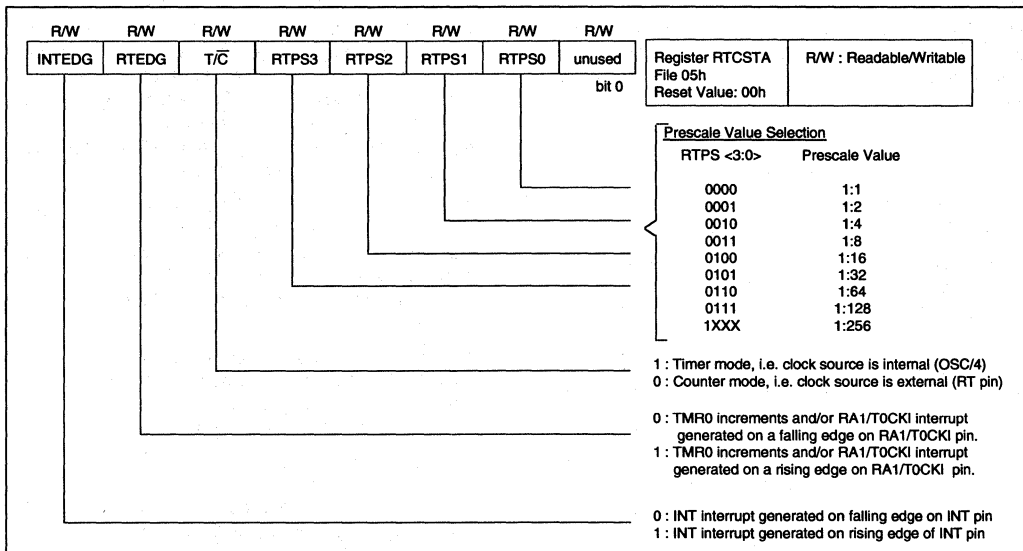 R/W R/W R/W R/W R/W R/W R/W R/W
INTEDG RTEDG T/C̅ RTPS3 RTPS2 RTPS1 RTPS0 unused
bit 0
Register RTCSTA
File 05h
Reset Value: 00h
R/W : Readable/Writable
Prescale Value Selection
RTPS <3:0> Prescale Value
0000 1:1
0001 1:2
0010 1:4
0011 1:8
0100 1:16
0101 1:32
0110 1:64
0111 1:128
1XXX 1:256
1 : Timer mode, i.e. clock source is internal (OSC/4)
0 : Counter mode, i.e. clock source is external (RT pin)
0 : TMR0 increments and/or RA1/T0CKI interrupt
generated on a falling edge on RA1/T0CKI pin.
1 : TMR0 increments and/or RA1/T0CKI interrupt
generated on a rising edge on RA1/T0CKI pin.
0 : INT interrupt generated on falling edge on INT pin
1 : INT interrupt generated on rising edge of INT pin